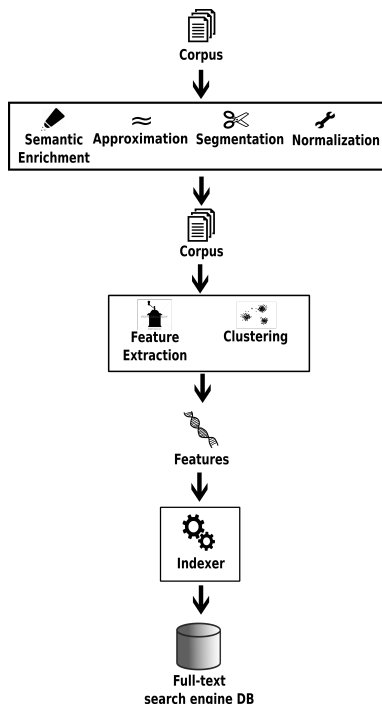 Corpus
Semantic Enrichment
Approximation
Segmentation
Normalization
Corpus
Feature Extraction
Clustering
Features
Indexer
Full-text
search engine DB